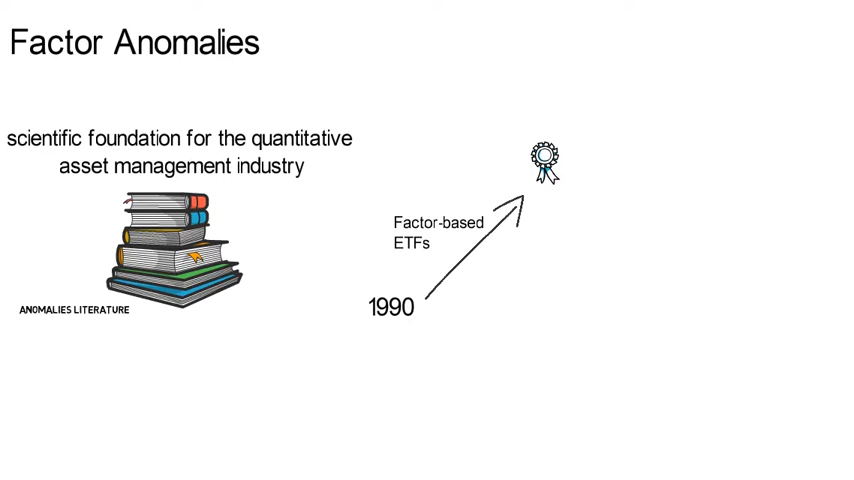 Factor Anomalies
scientific foundation for the quantitative
asset management industry
ANOMALIES LITERATURE
Factor-based
ETFs
1990